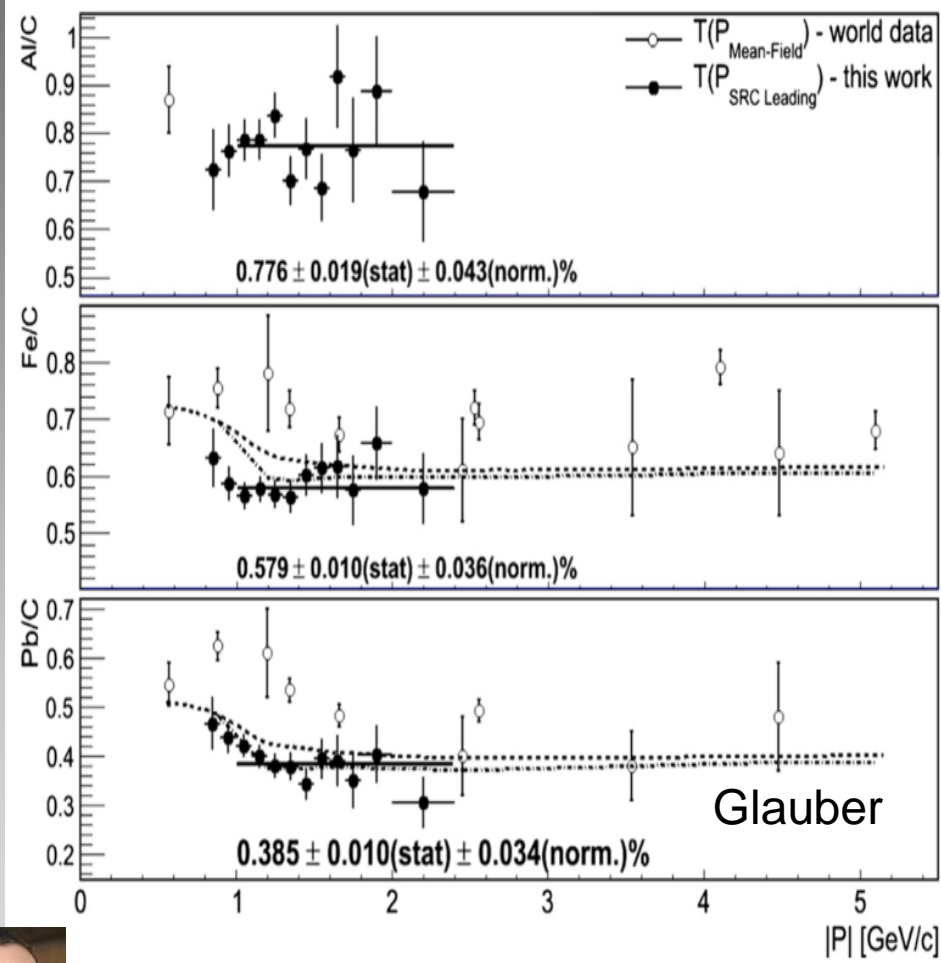 Al/C
1
0.9
0.8
0.7
0.6
0.5
T(P Mean-Field) - world data
T(P SRC Leading) - this work
0.776 ± 0.019(stat) ± 0.043(norm.)%
Fe/C
0.8
0.7
0.6
0.5
0.579 ± 0.010(stat) ± 0.036(norm.)%
Pb/C
0.7
0.6
0.5
0.4
0.3
0.2
Glauber
0.385 ± 0.010(stat) ± 0.034(norm.)%
0 1 2 3 4 5
|P| [GeV/c]